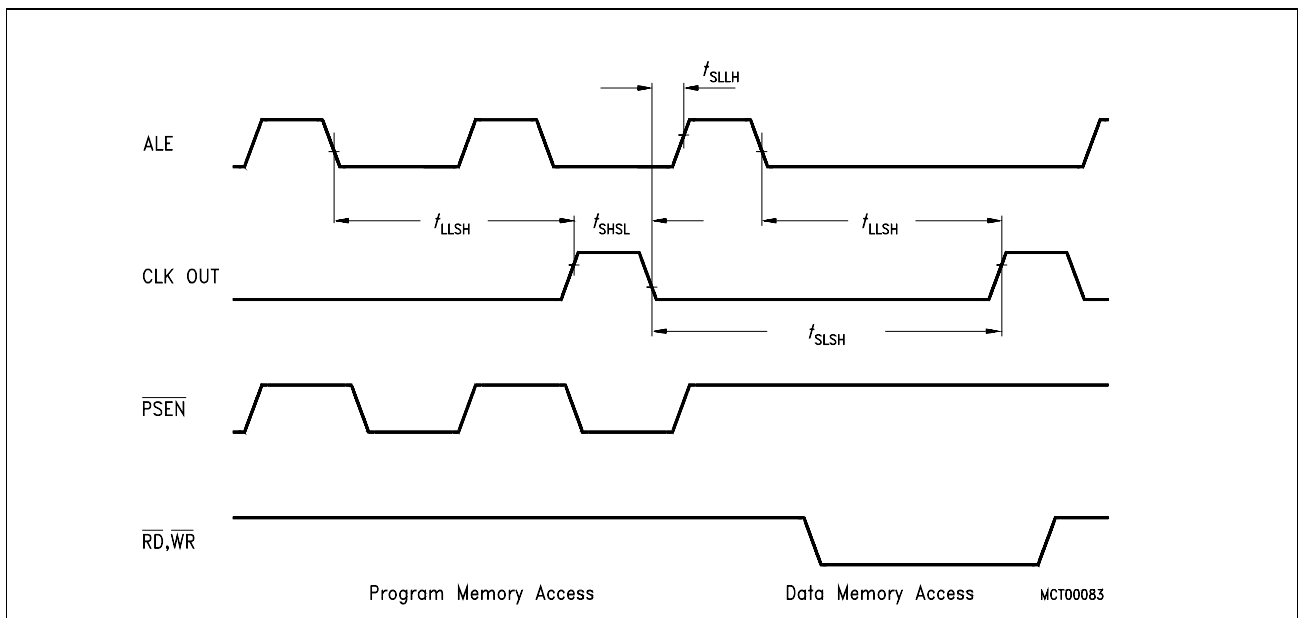 tSLLH
ALE
tLLSH tSHSL tLLSH
CLK OUT
tSLSH
PSEN
RD,WR
Program Memory Access Data Memory Access MCT00083